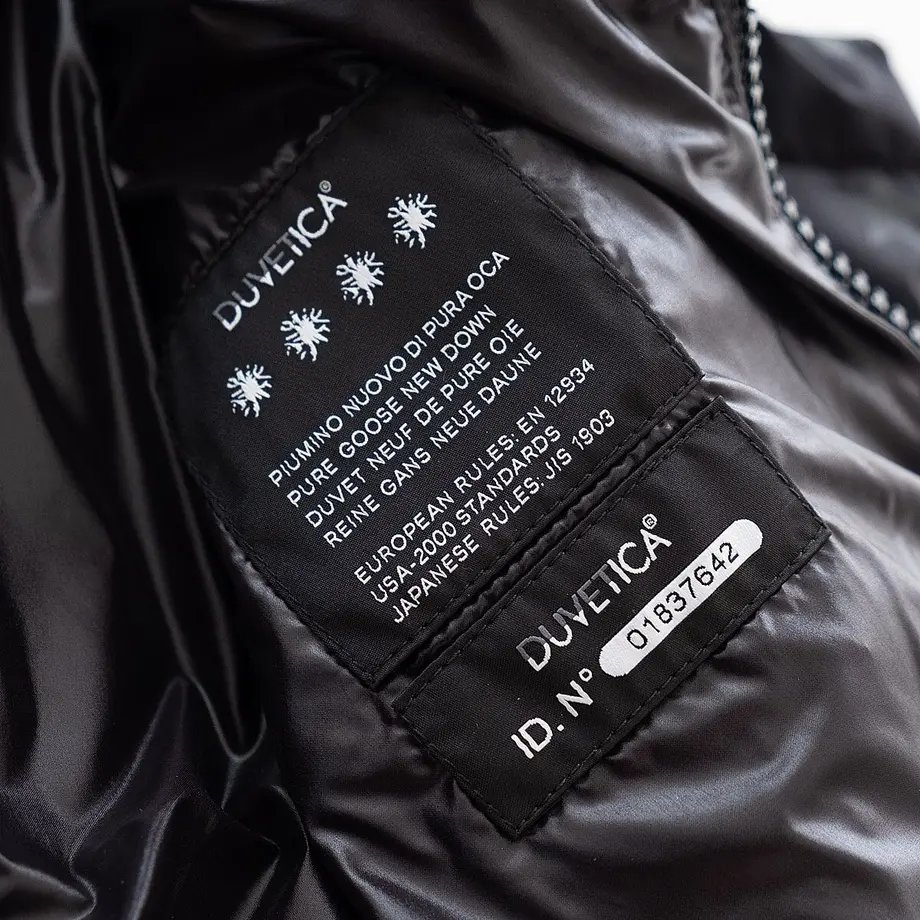 DUVETICA©
PIUMINO NUOVO DI PURA OCA
PURE GOOSE NEW DOWN
DUVET NEUF DE PURE OIE
REINE GANS NEUE DAUNE
EUROPEAN RULES: EN 12934
USA-2000 STANDARDS
JAPANESE RULES: JIS 1903
DUVETICA®
ID. N° 01837642